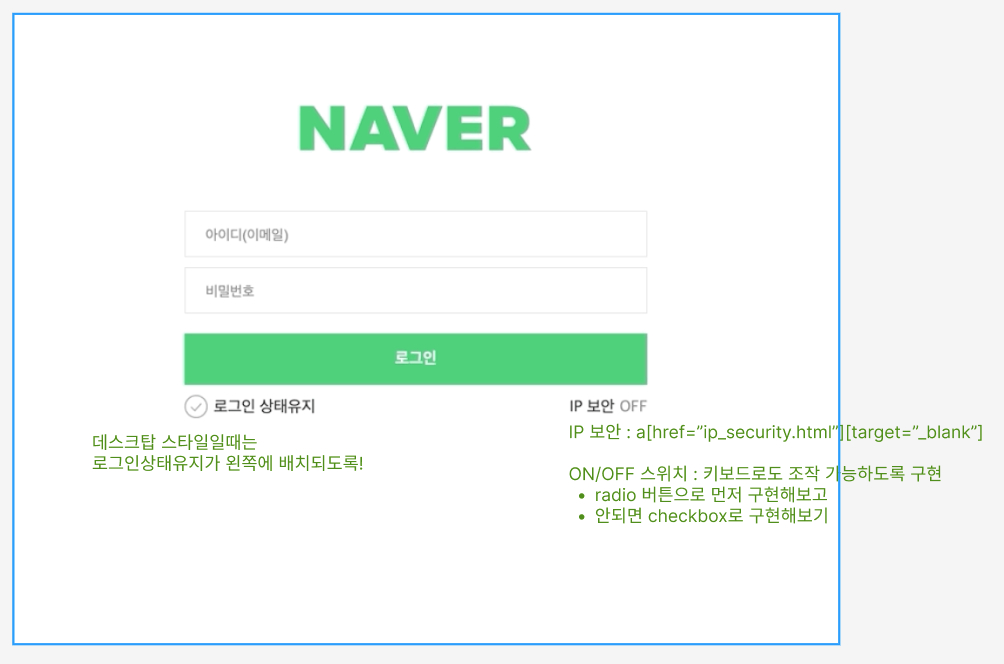 NAVER
아이디(이메일)
비밀번호
로그인
로그인 상태유지
IP 보안 OFF
데스크탑 스타일일때는
로그인상태유지가 왼쪽에 배치되도록!
IP 보안 : a[href=”ip_security.html”][target=”_blank”]
ON/OFF 스위치 : 키보드로도 조작 가능하도록 구현
• radio 버튼으로 먼저 구현해보고
• 안되면 checkbox로 구현해보기